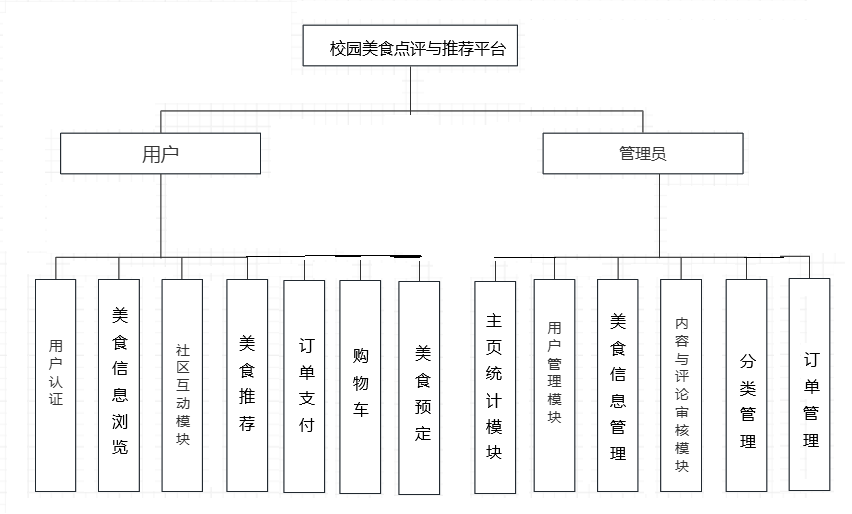 校园美食点评与推荐平台
用户
管理员
用户认证
美食信息浏览
社区互动模块
美食推荐
订单支付
购物车
美食预定
主页统计模块
用户管理模块
美食信息管理
内容与评论审核模块
分类管理
订单管理